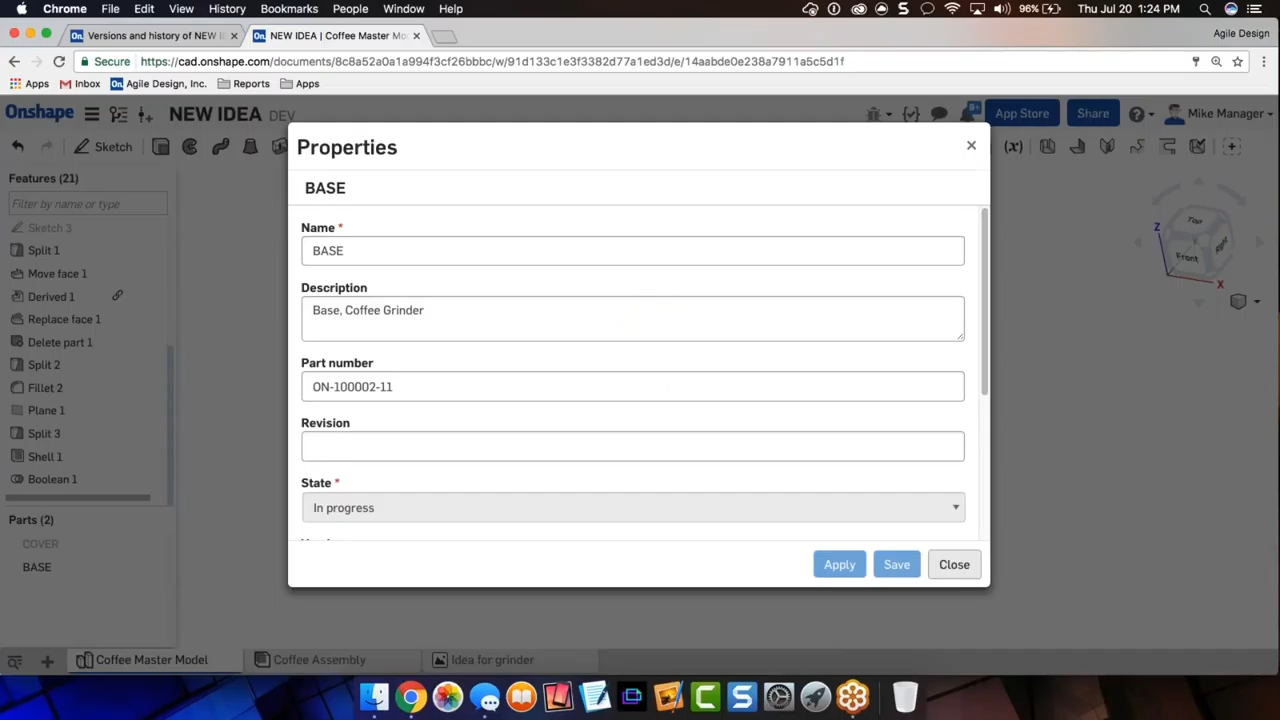 Chrome File Edit View History Bookmarks People Window Help 96% Thu Jul 20 1:24 PM
Versions and history of NEW I
NEW IDEA | Coffee Master Mo
Agile Design
Secure https://cad.onshape.com/documents/8c8a52a0a1a994f3cf26bbbc/w/91d133c1e3f3382d77a1ed3d/e/14aabde0e238a7911a5c5d1f
Apps Inbox On. Agile Design, Inc. Reports Apps
Onshape NEW IDEA DEV App Store Share Mike Manager
Sketch (x)
Properties
Features (21)
Filter by name or type
Sketch 3
Split 1
Move face 1
Derived 1
Replace face 1
Delete part 1
Split 2
Fillet 2
Plane 1
Split 3
Shell 1
Boolean 1
Parts (2)
COVER
BASE
BASE
Name *
BASE
Description
Base, Coffee Grinder
Part number
ON-100002-11
Revision
State *
In progress
Apply Save Close
Top
Front
Right
Z
X
Coffee Master Model Coffee Assembly Idea for grinder